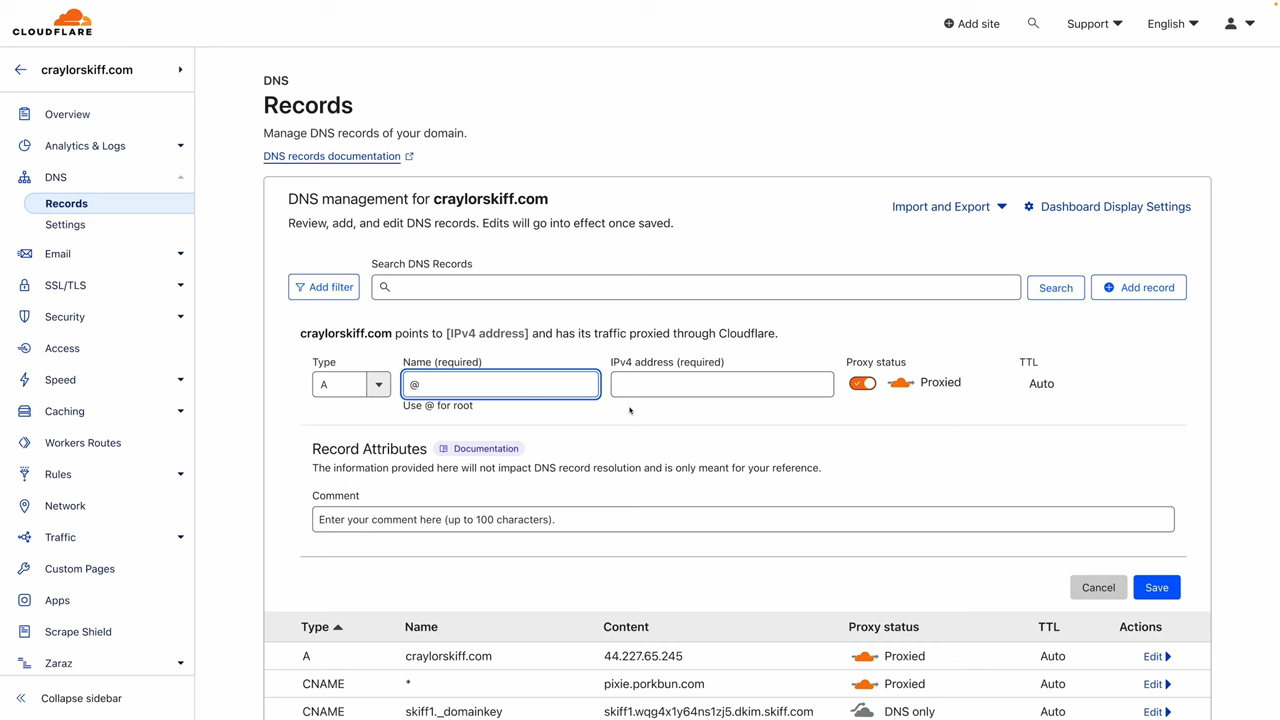 CLOUDFLARE
Add site
Support
English
craylorskiff.com
Overview
Analytics & Logs
DNS
Records
Settings
Email
SSL/TLS
Security
Access
Speed
Caching
Workers Routes
Rules
Network
Traffic
Custom Pages
Apps
Scrape Shield
Zaraz
Collapse sidebar
DNS
Records
Manage DNS records of your domain.
DNS records documentation
DNS management for craylorskiff.com
Review, add, and edit DNS records. Edits will go into effect once saved.
Import and Export
Dashboard Display Settings
Search DNS Records
Add filter
Search
Add record
craylorskiff.com points to [IPv4 address] and has its traffic proxied through Cloudflare.
Type Name (required) IPv4 address (required) Proxy status TTL
A @ Proxied Auto
Use @ for root
Record Attributes Documentation
The information provided here will not impact DNS record resolution and is only meant for your reference.
Comment
Enter your comment here (up to 100 characters).
Cancel Save
Type Name Content Proxy status TTL Actions
A craylorskiff.com 44.227.65.245 Proxied Auto Edit
CNAME * pixie.porkbun.com Proxied Auto Edit
CNAME skiff1._domainkey skiff1.wqg4x1y64ns1zj5.dkim.skiff.com DNS only Auto Edit